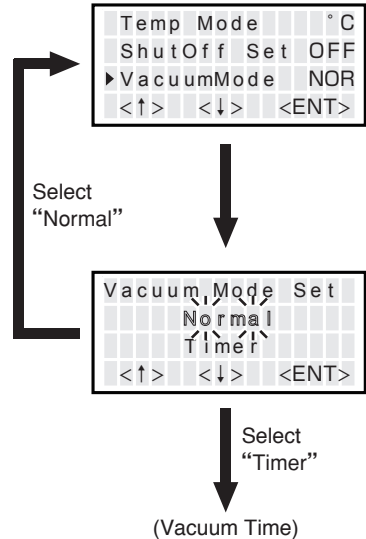 Temp Mode °C
ShutOff Set OFF
▶VacuumMode NOR
<↑> <↓> <ENT>
Select
“Normal”
Vacuum Mode Set
Normal
Timer
<↑> <↓> <ENT>
Select
“Timer”
(Vacuum Time)